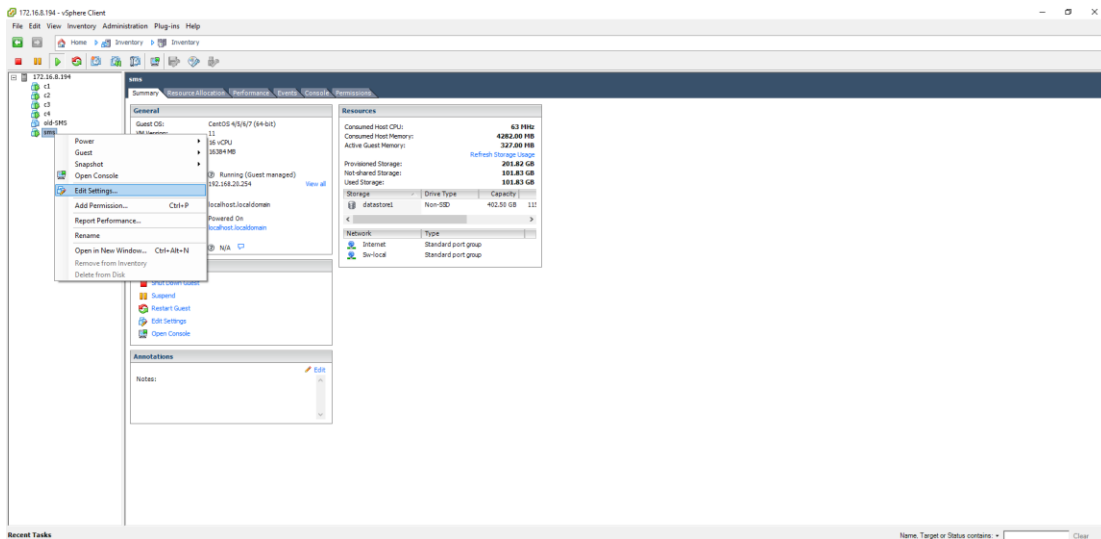 172.16.8.194 - vSphere Client
File Edit View Inventory Administration Plug-ins Help
Home Inventory Inventory
172.16.8.194
c1
c2
c3
c4
old-SMS
sms
sms
Summary Resource Allocation Performance Events Console Permissions
General
Guest OS: CentOS 4/5/6/7 (64-bit)
VM Version: 11
16 vCPU
16384 MB
Running (Guest managed)
192.168.20.254 View all
localhost.localdomain
Powered On
localhost.localdomain
N/A
Power
Guest
Snapshot
Open Console
Edit Settings...
Add Permission... Ctrl+P
Report Performance...
Rename
Open in New Window... Ctrl+Alt+N
Remove from Inventory
Delete from Disk
Shut Down Guest
Suspend
Restart Guest
Edit Settings
Open Console
Annotations
Edit
Notes:
Resources
Consumed Host CPU: 63 MHz
Consumed Host Memory: 4282.00 MB
Active Guest Memory: 327.00 MB
Refresh Storage Usage
Provisioned Storage: 201.82 GB
Not-shared Storage: 101.83 GB
Used Storage: 101.83 GB
Storage Drive Type Capacity
datastore1 Non-SSD 402.50 GB 115
Network Type
Internet Standard port group
Sw-local Standard port group
Recent Tasks
Name, Target or Status contains: Clear